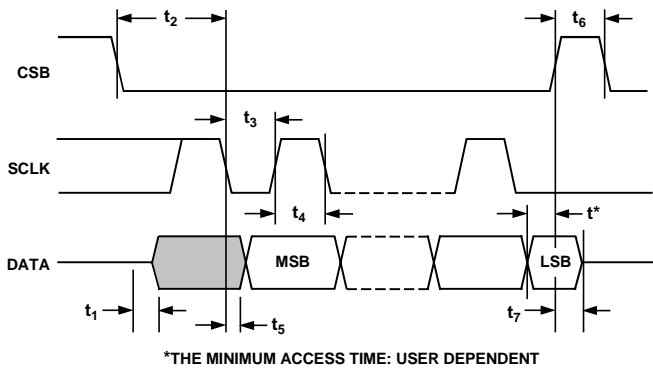 t2
t6
CSB
t3
SCLK
t4
t*
DATA
MSB
LSB
t1
t5
t7
*THE MINIMUM ACCESS TIME: USER DEPENDENT